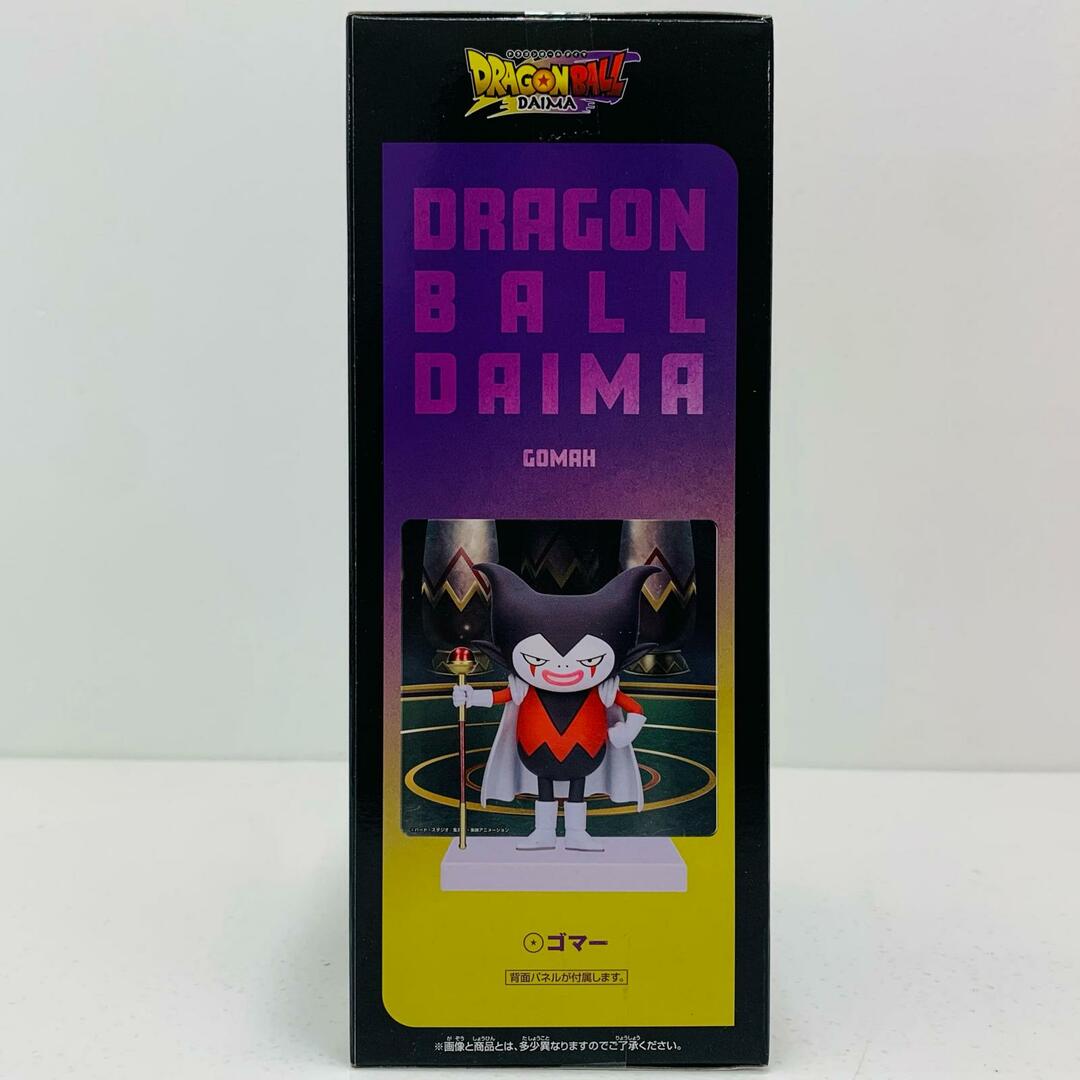 DRAGON BALL
DAIMA
DRAGON
BALL
DAIMA
GOMAH
ゴマー
背面パネルが付属します。
※画像と商品とは、多少異なりますのでご了承ください。